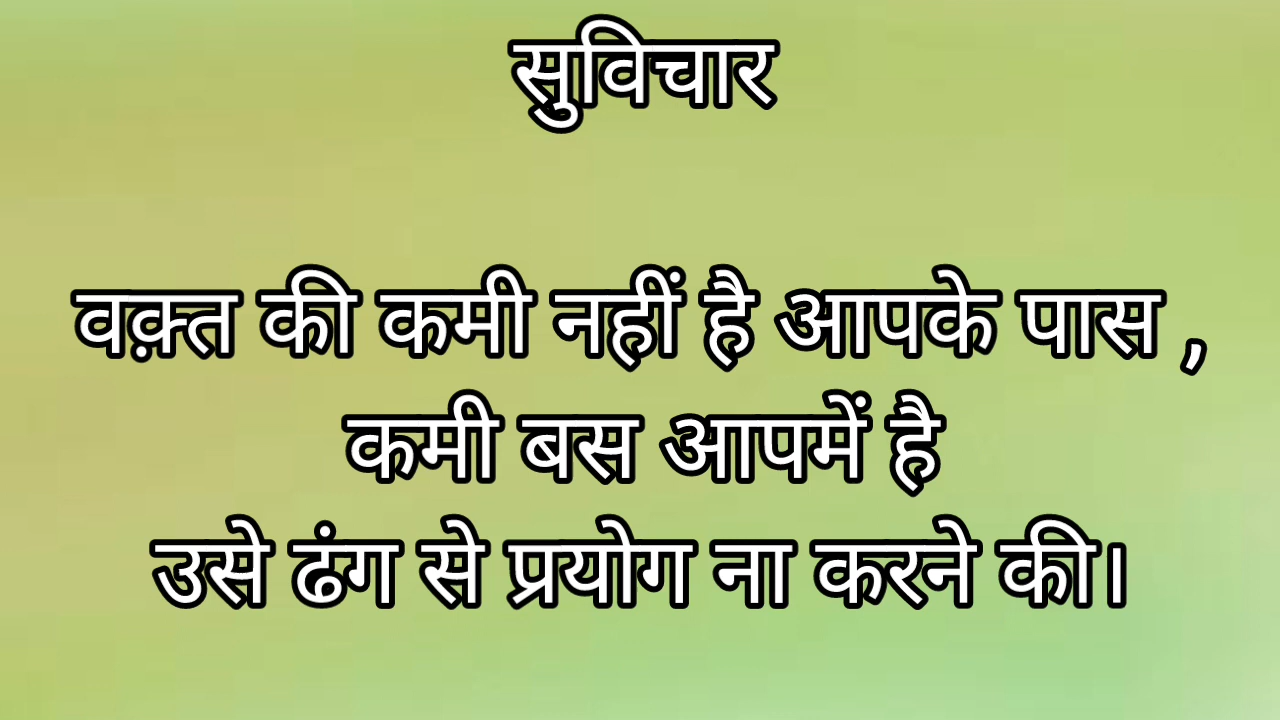 सुविचार
वक़्त की कमी नहीं है आपके पास ,
कमी बस आपमें है
उसे ढंग से प्रयोग ना करने की।